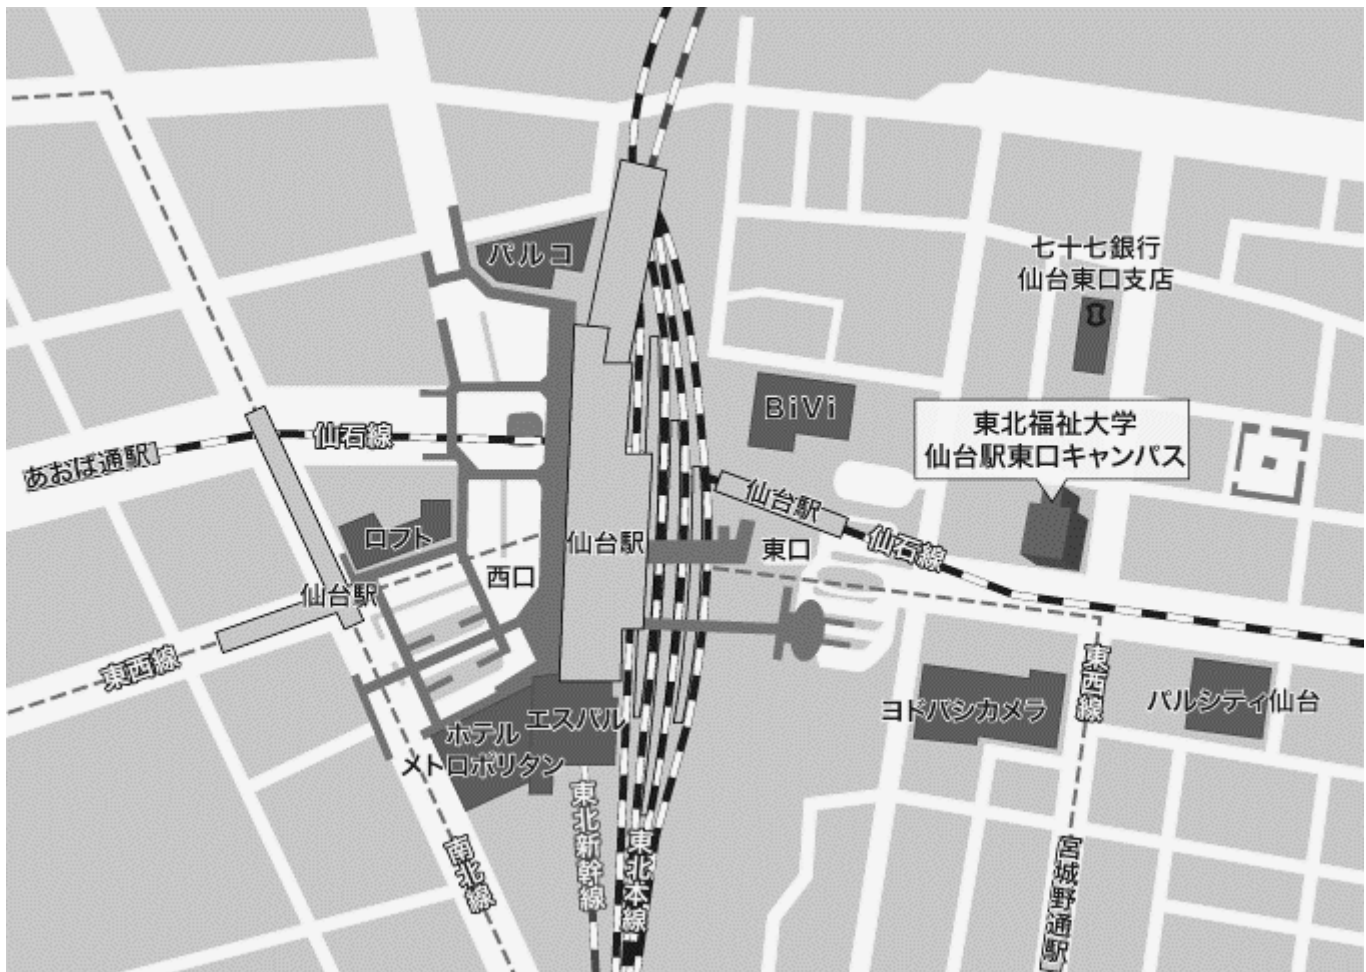 パルコ
七十七銀行
仙台東口支店
BiVi
東北福祉大学
仙台駅東口キャンパス
仙石線
あおば通駅
仙台駅
ロフト
仙台駅
東口
仙石線
西口
仙台駅
東西線
東西線
ヨドバシカメラ
パルシティ仙台
エスパル
ホテル
メトロポリタン
東北新幹線
東北本線
南北線
宮城野通駅